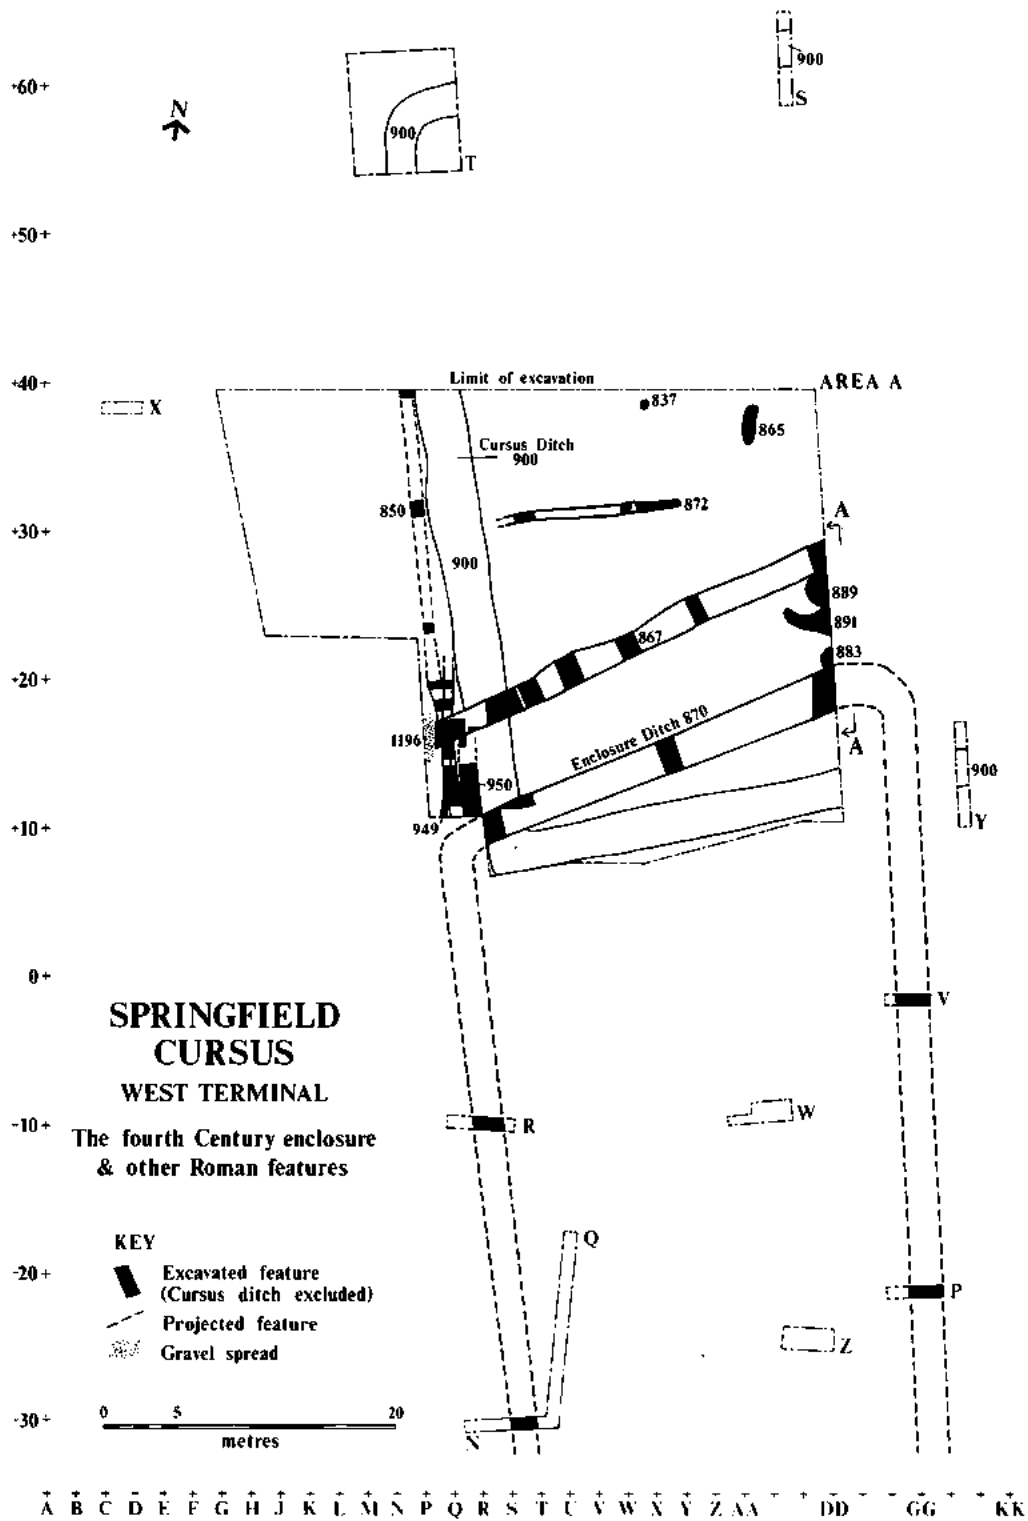 900
+60+
S
N
900
T
+50+
+40+
Limit of excavation
AREA A
X
837
865
Cursus Ditch
900
850
872
A
+30+
900
889
867
891
883
+20+
1196
Enclosure Ditch 870
A
950
900
949
+10+
Y
0+
V
SPRINGFIELD
CURSUS
WEST TERMINAL
-10+
R
W
The fourth Century enclosure
& other Roman features
KEY
Q
-20+
Excavated feature
(Cursus ditch excluded)
P
Projected feature
Z
Gravel spread
0 5 20
-30+
metres
N
A B C D E F G H J K L M N P Q R S T U V W X Y Z AA DD GG KK